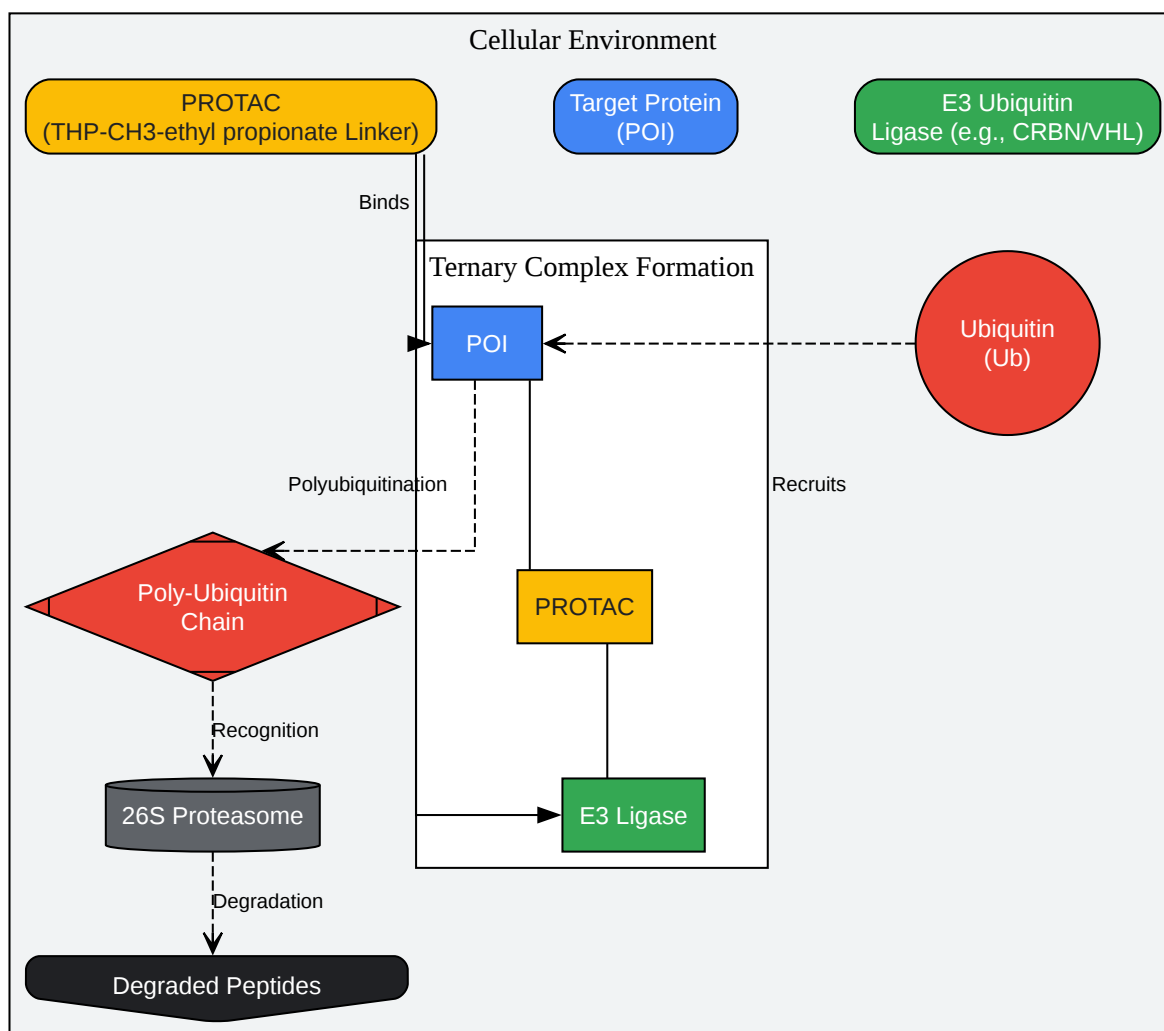 Cellular Environment
PROTAC
(THP-CH3-ethyl propionate Linker)
Target Protein
(POI)
E3 Ubiquitin
Ligase (e.g., CRBN/VHL)
Binds
Ternary Complex Formation
POI
Ubiquitin
(Ub)
Polyubiquitination
Recruits
Poly-Ubiquitin
Chain
PROTAC
Recognition
26S Proteasome
E3 Ligase
Degradation
Degraded Peptides